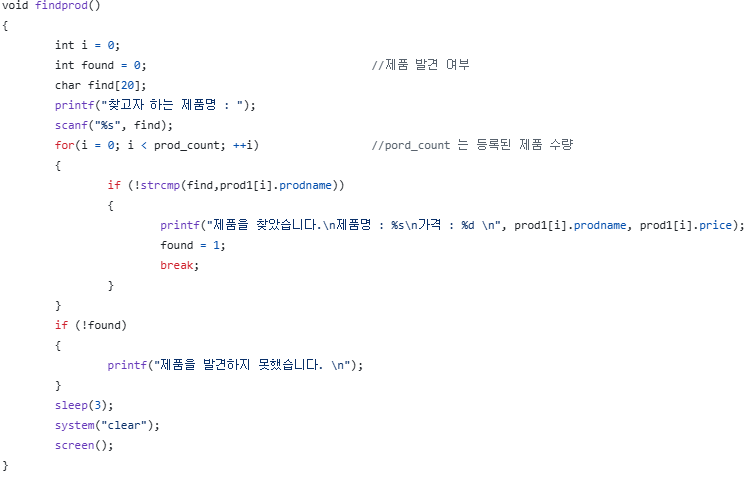 void findprod()
{
int i = 0;
int found = 0; //제품 발견 여부
char find[20];
printf("찾고자 하는 제품명 : ");
scanf("%s", find);
for(i = 0; i < prod_count; ++i) //pord_count 는 등록된 제품 수량
{
if (!strcmp(find,prod1[i].prodname))
{
printf("제품을 찾았습니다.\n제품명 : %s\n가격 : %d \n", prod1[i].prodname, prod1[i].price);
found = 1;
break;
}
}
if (!found)
{
printf("제품을 발견하지 못했습니다. \n");
}
sleep(3);
system("clear");
screen();
}